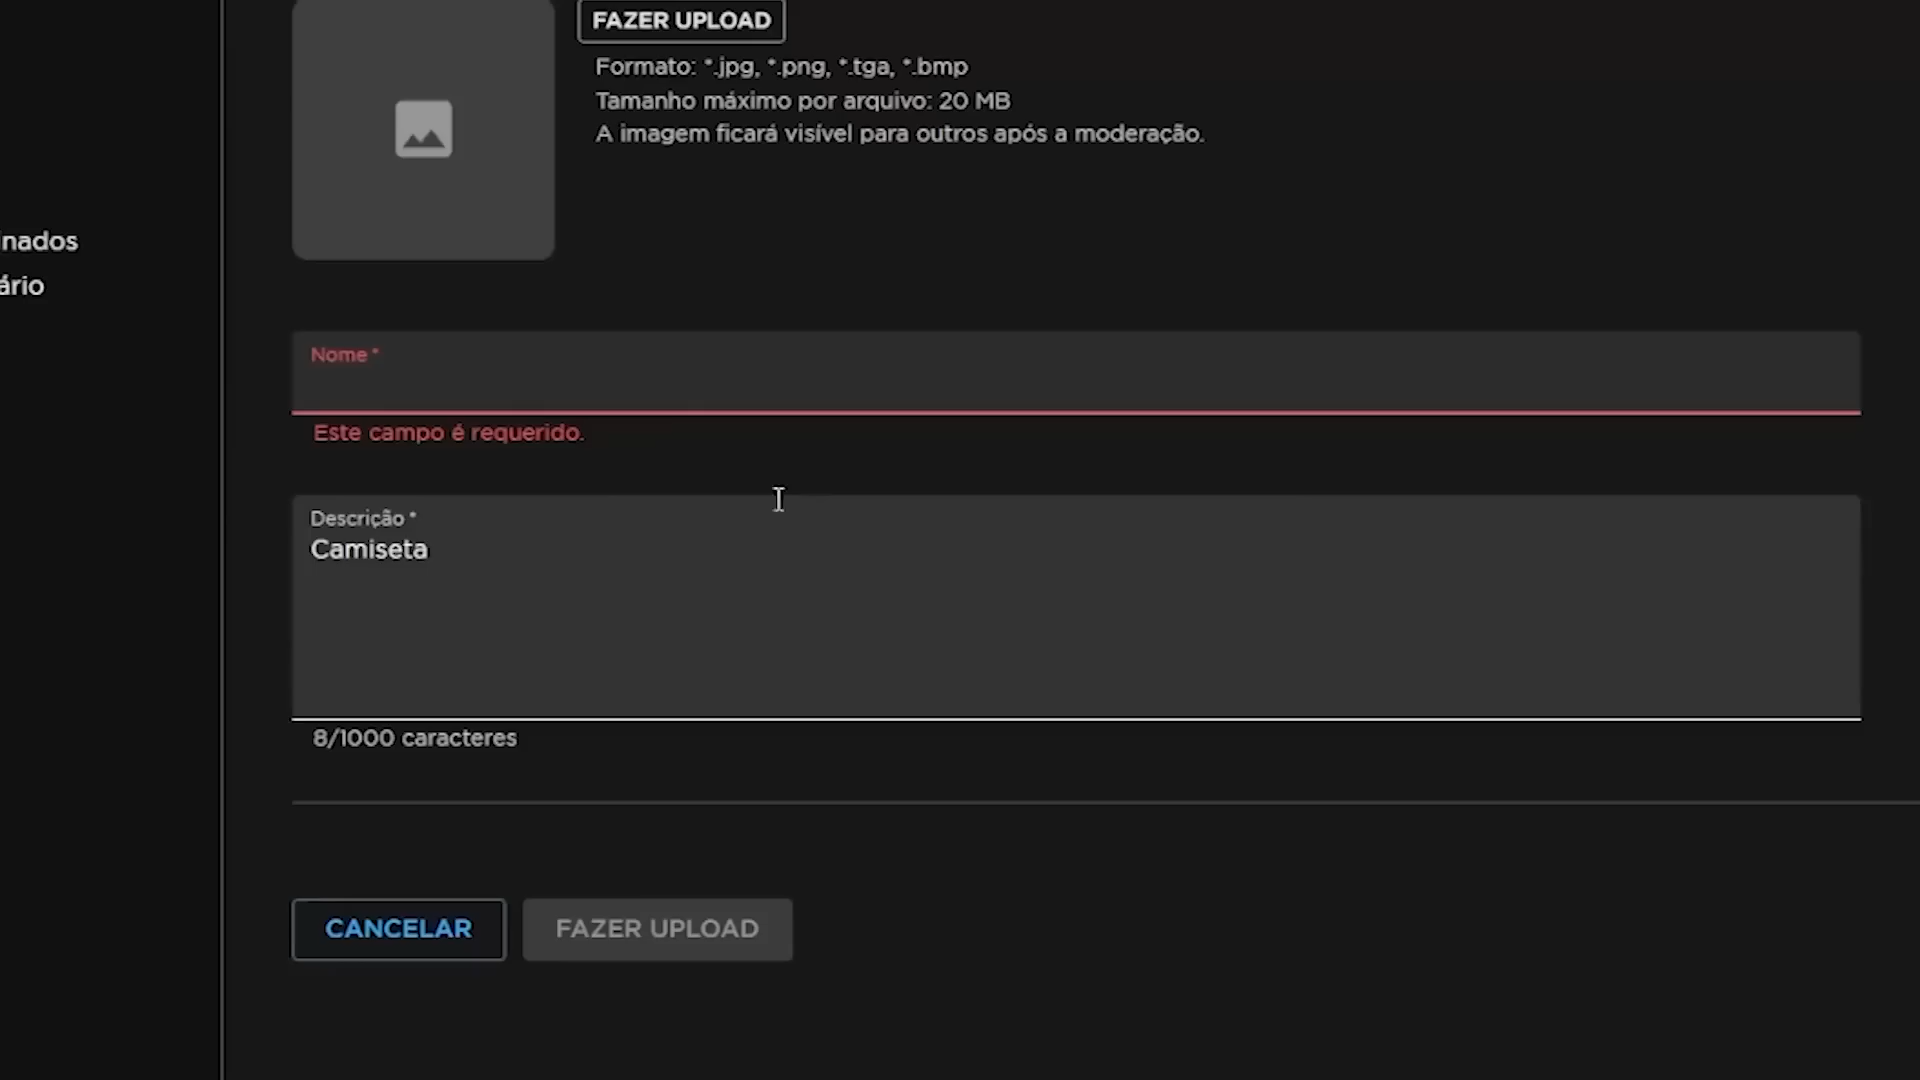 FAZER UPLOAD
Formato: *.jpg, *.png, *.tga, *.bmp
Tamanho máximo por arquivo: 20 MB
A imagem ficará visível para outros após a moderação.
nados
ário
Nome *
Este campo é requerido.
Descrição *
Camiseta
8/1000 caracteres
CANCELAR
FAZER UPLOAD